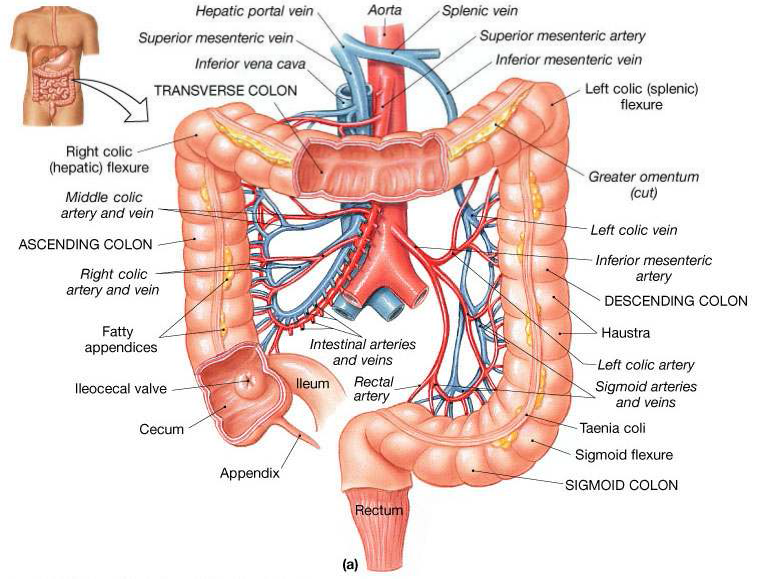 Hepatic portal vein
Aorta
Splenic vein
Superior mesenteric vein
Superior mesenteric artery
Inferior vena cava
Inferior mesenteric vein
TRANSVERSE COLON
Left colic (splenic)
flexure
Right colic
(hepatic) flexure
Greater omentum
(cut)
Middle colic
artery and vein
Left colic vein
ASCENDING COLON
Inferior mesenteric
artery
Right colic
artery and vein
DESCENDING COLON
Fatty
appendices
Haustra
Intestinal arteries
and veins
Left colic artery
Ileocecal valve
Ileum
Rectal
artery
Sigmoid arteries
and veins
Cecum
Taenia coli
Appendix
Sigmoid flexure
SIGMOID COLON
Rectum
(a)